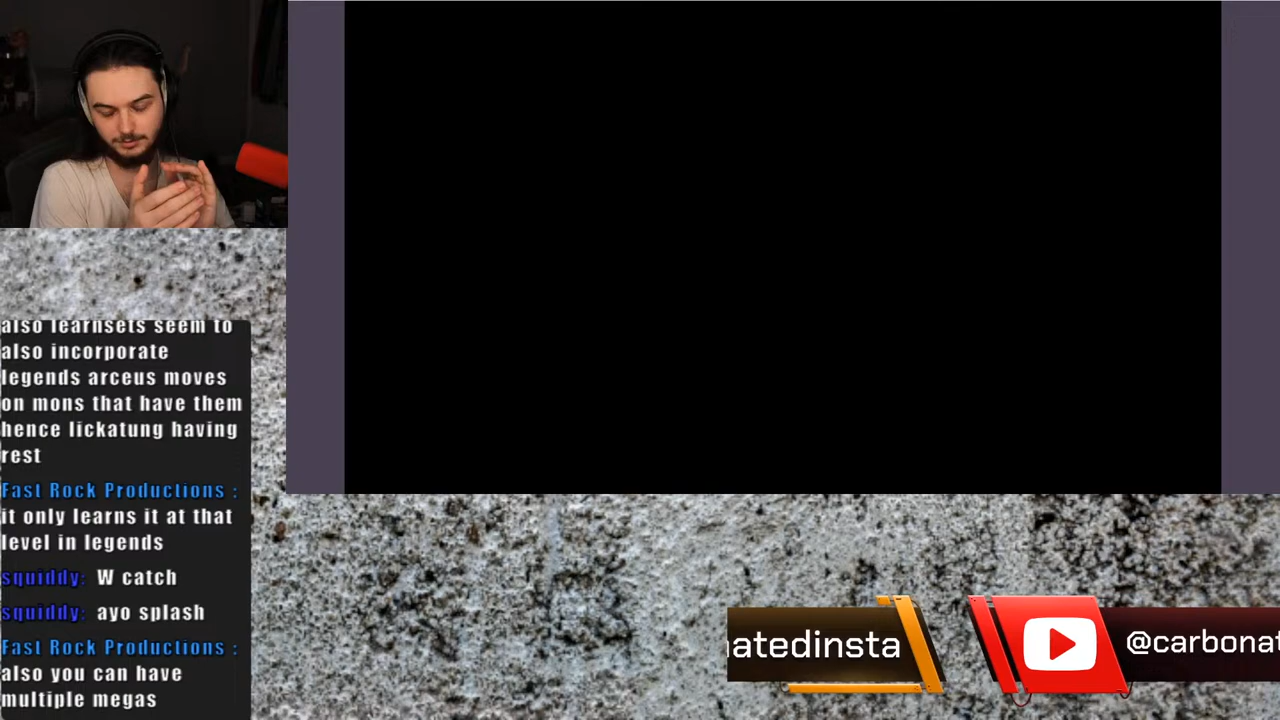 also learnsets seem to
also incorporate
legends arceus moves
on mons that have them
hence lickatung having
rest
Fast Rock Productions :
it only learns it at that
level in legends
squiddy: W catch
squiddy: ayo splash
Fast Rock Productions :
also you can have
multiple megas
natedinsta
@carbonat